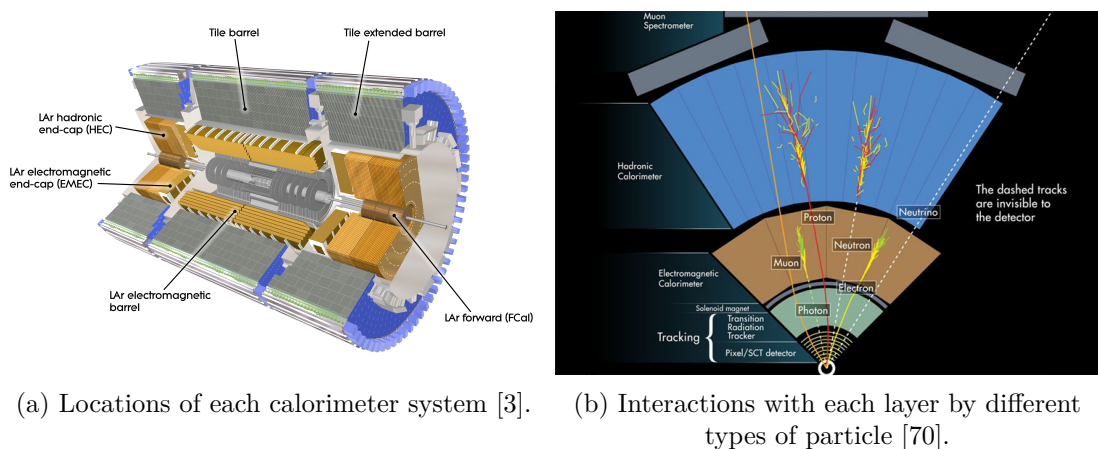 Tile barrel
Tile extended barrel
LAr hadronic
end-cap (HEC)
LAr electromagnetic
end-cap (EMEC)
LAr electromagnetic
barrel
LAr forward (FCal)
(a) Locations of each calorimeter system [3].
Muon
Spectrometer
Hadronic
Calorimeter
The dashed tracks
are invisible to
the detector
Neutrino
Proton
Neutron
Muon
Electromagnetic
Calorimeter
Electron
Solenoid magnet
Photon
Tracking
Transition
Radiation
Tracker
Pixel/SCT detector
(b) Interactions with each layer by different
types of particle [70].